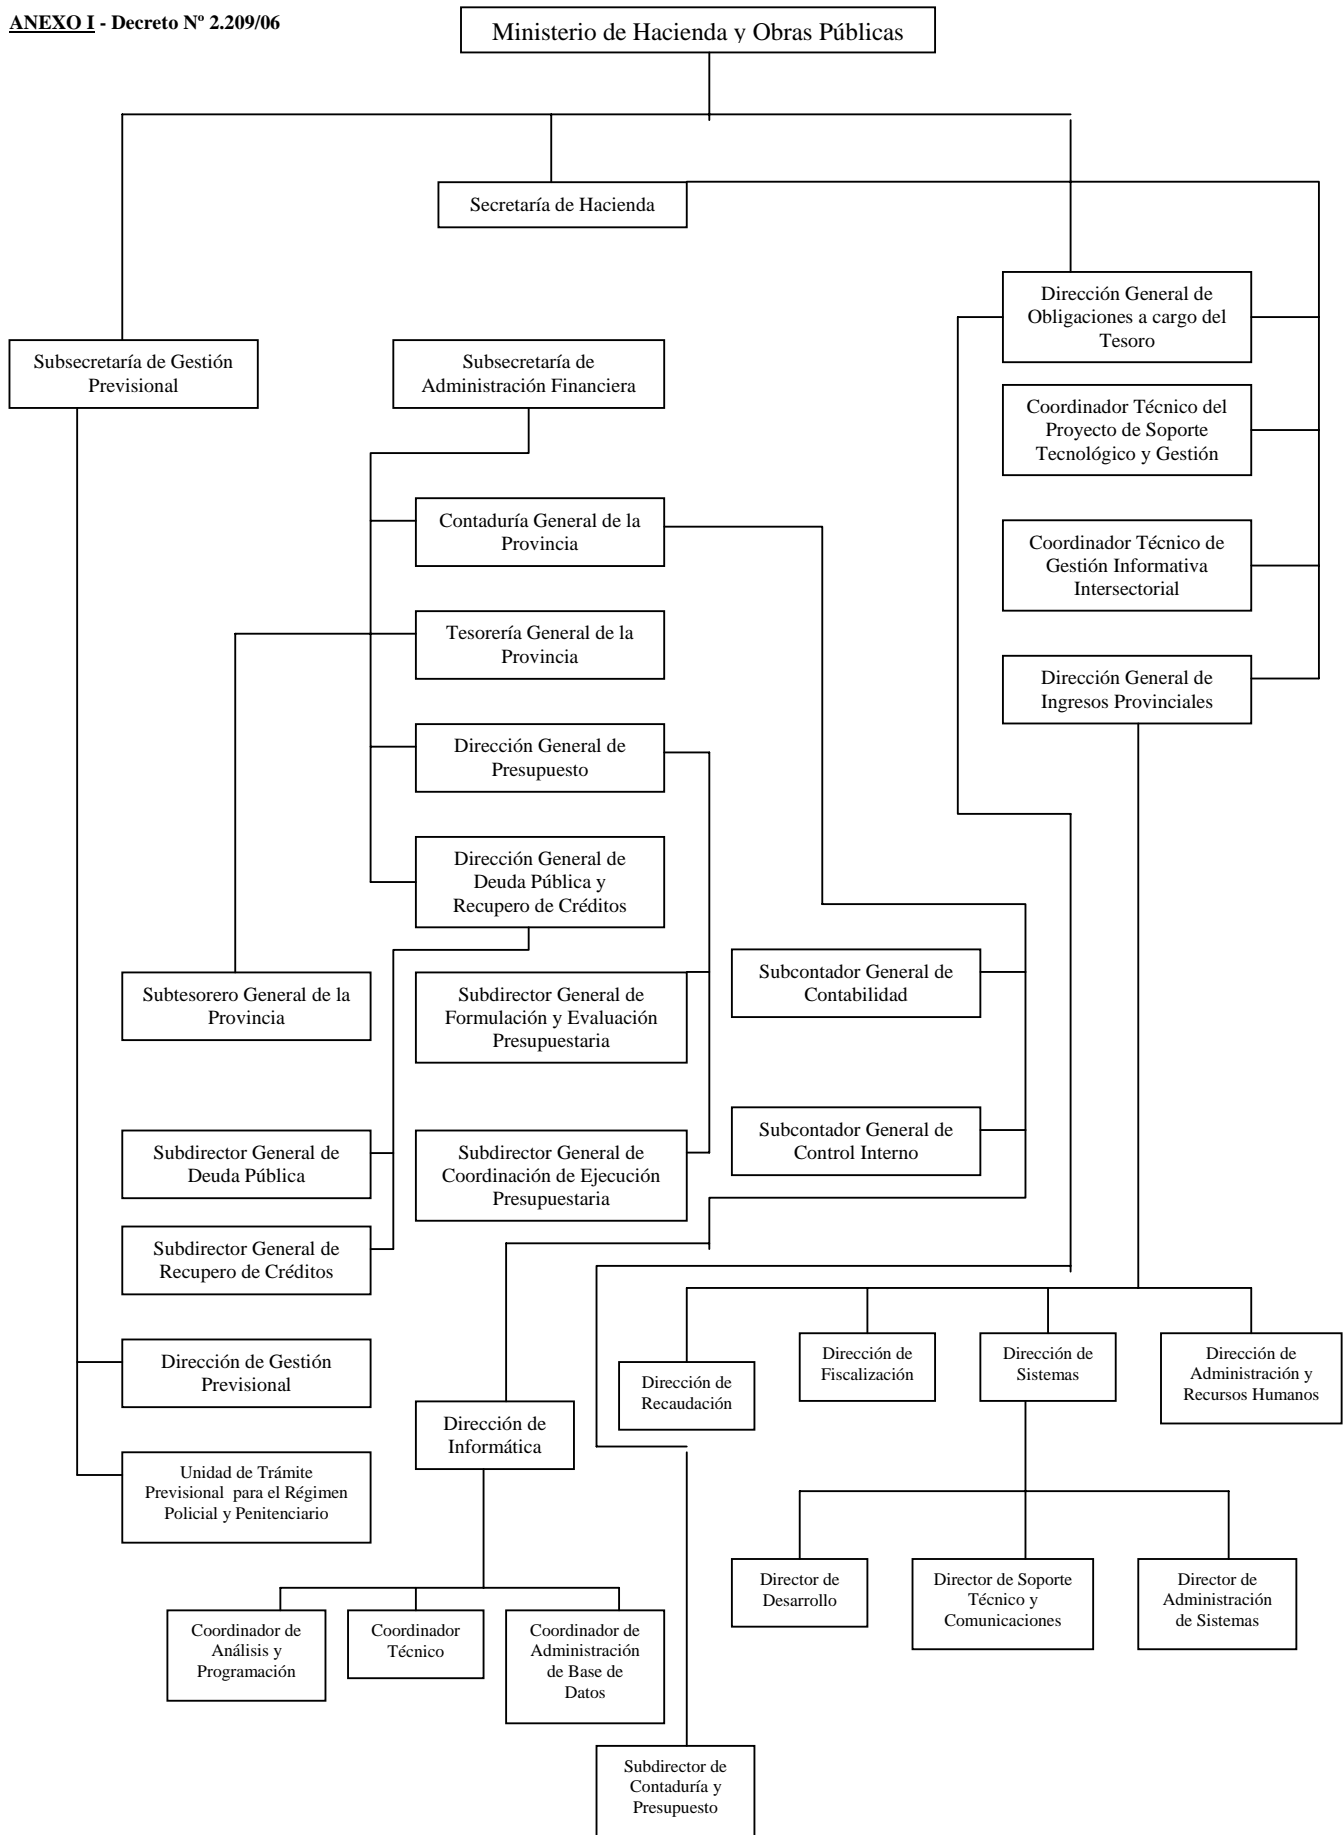 ANEXO I - Decreto Nº 2.209/06
Ministerio de Hacienda y Obras Públicas
Secretaría de Hacienda
Dirección General de
Obligaciones a cargo del
Tesoro
Subsecretaría de Gestión
Previsional
Subsecretaría de
Administración Financiera
Coordinador Técnico del
Proyecto de Soporte
Tecnológico y Gestión
Contaduría General de la
Provincia
Coordinador Técnico de
Gestión Informativa
Intersectorial
Tesorería General de la
Provincia
Dirección General de
Ingresos Provinciales
Dirección General de
Presupuesto
Dirección General de
Deuda Pública y
Recupero de Créditos
Subtesorero General de la
Provincia
Subdirector General de
Formulación y Evaluación
Presupuestaria
Subcontador General de
Contabilidad
Subdirector General de
Deuda Pública
Subdirector General de
Coordinación de Ejecución
Presupuestaria
Subcontador General de
Control Interno
Subdirector General de
Recupero de Créditos
Dirección de Gestión
Previsional
Dirección de
Recaudación
Dirección de
Fiscalización
Dirección de
Sistemas
Dirección de
Administración y
Recursos Humanos
Dirección de
Informática
Unidad de Trámite
Previsional para el Régimen
Policial y Penitenciario
Director de
Desarrollo
Director de Soporte
Técnico y
Comunicaciones
Director de
Administración
de Sistemas
Coordinador de
Análisis y
Programación
Coordinador
Técnico
Coordinador de
Administración
de Base de
Datos
Subdirector de
Contaduría y
Presupuesto